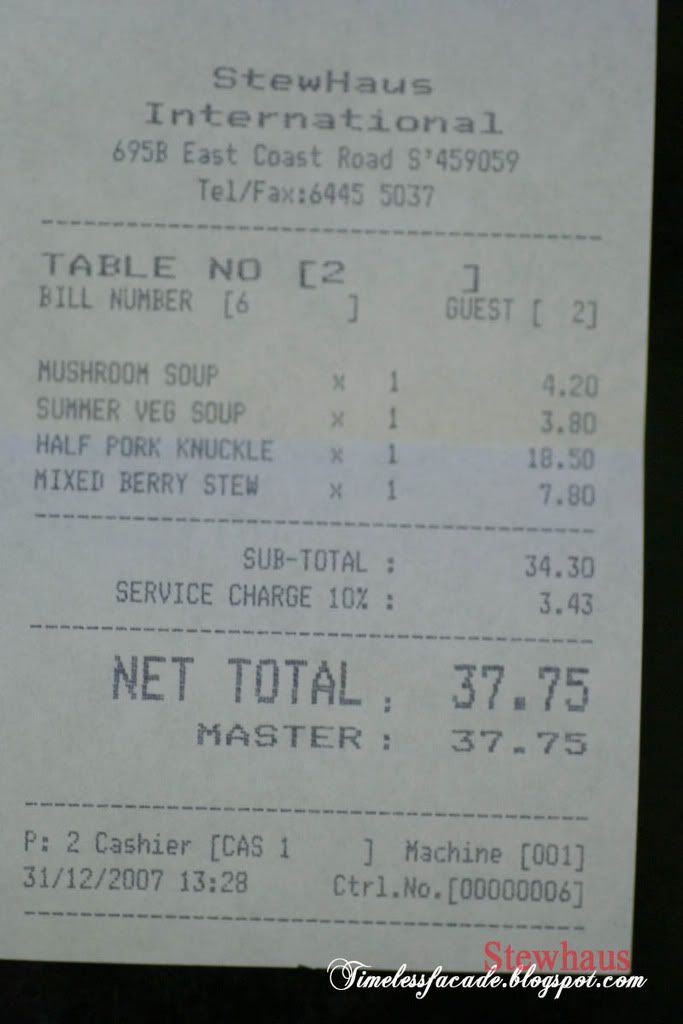 StewHaus
International
695B East Coast Road S'459059
Tel/Fax:6445 5037
TABLE NO [2 ]
BILL NUMBER [6 ] GUEST [ 2]
MUSHROOM SOUP x 1 4.20
SUMMER VEG SOUP x 1 3.80
HALF PORK KNUCKLE x 1 18.50
MIXED BERRY STEW x 1 7.80
SUB-TOTAL : 34.30
SERVICE CHARGE 10% : 3.43
NET TOTAL : 37.75
MASTER : 37.75
P: 2 Cashier [CAS 1 ] Machine [001]
31/12/2007 13:28 Ctrl.No.[00000006]
Stewhaus
Timelessfacade.blogspot.com